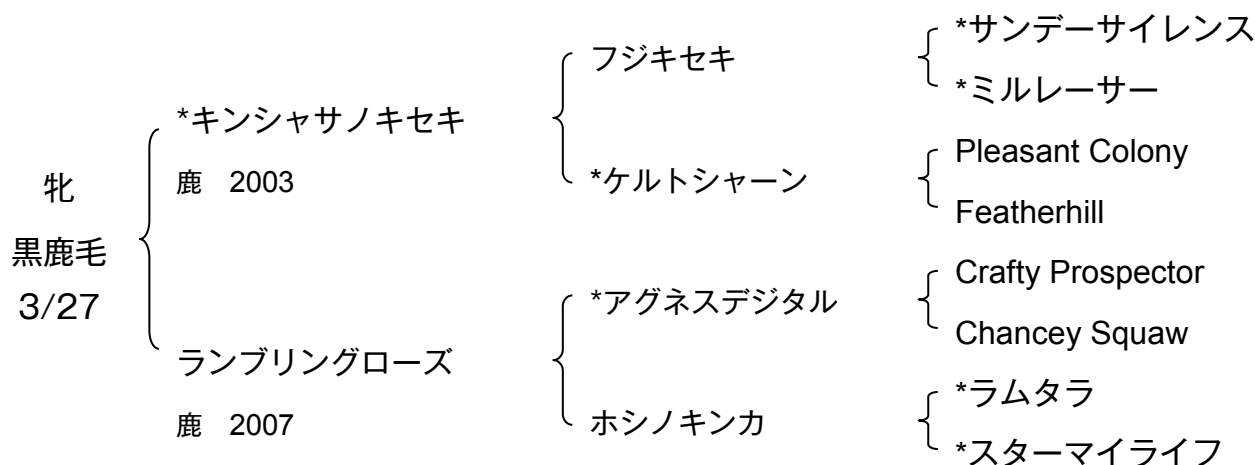 牝
黒鹿毛
3/27
*キンシャサノキセキ
鹿　2003
ランブリングローズ
鹿　2007
フジキセキ
*ケルトシャーン
*アグネスデジタル
ホシノキンカ
*サンデーサイレンス
*ミルレーサー
Pleasant Colony
Featherhill
Crafty Prospector
Chancey Squaw
*ラムタラ
*スターマイライフ